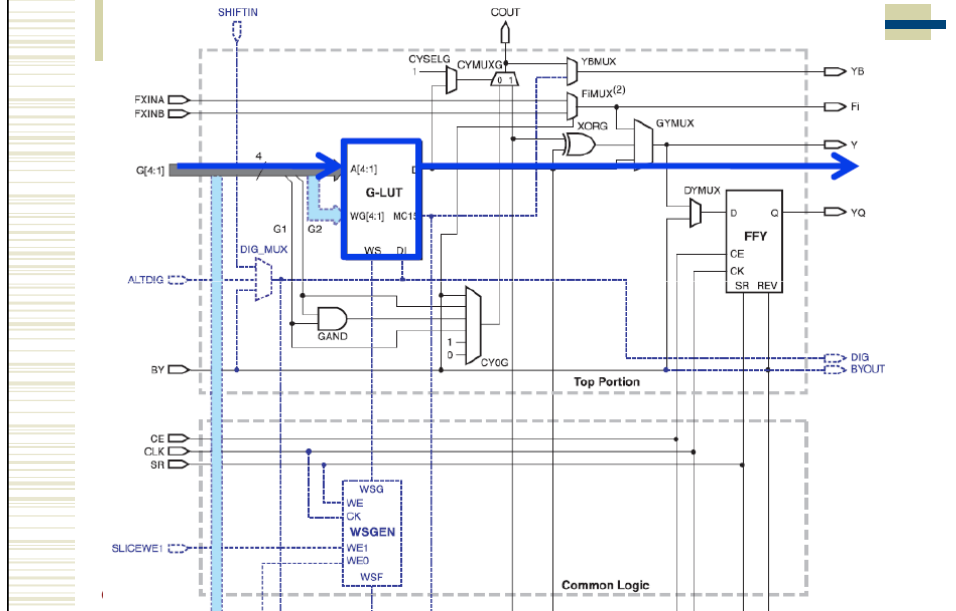 SHIFTIN
COUT
CYSELG
CYMUXG
YBMUX
1
0 1
YB
FiMUX(2)
FXINA
FXINB
Fi
XORG
GYMUX
Y
4
G[4:1]
A[4:1]
D
G-LUT
WG[4:1]
MC15
DYMUX
D
Q
YQ
FFY
G1
G2
WS
DI
DIG_MUX
CE
CK
SR
REV
ALTDIG
GAND
1
0
CY0G
DIG
BY
BYOUT
Top Portion
CE
CLK
SR
WSG
WE
CK
WSGEN
SLICEWE1
WE1
WE0
WSF
Common Logic